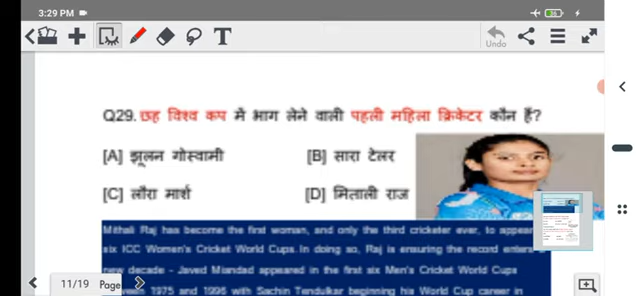 3:29 PM
36
T
Undo
Q29. छह विश्व कप में भाग लेने वाली पहली महिला क्रिकेटर कौन हैं?
[A] झूलन गोस्वामी
[B] सारा टेलर
[C] लौरा मार्श
[D] मिताली राज
Mithali Raj has become the first woman, and only the third cricketer ever, to appear
six ICC Women's Cricket World Cups. In doing so, Raj is ensuring the record enters
new decade - Javed Miandad appeared in the first six Men's Cricket World Cups
between 1975 and 1996 with Sachin Tendulkar beginning his World Cup career in
11/19 Page